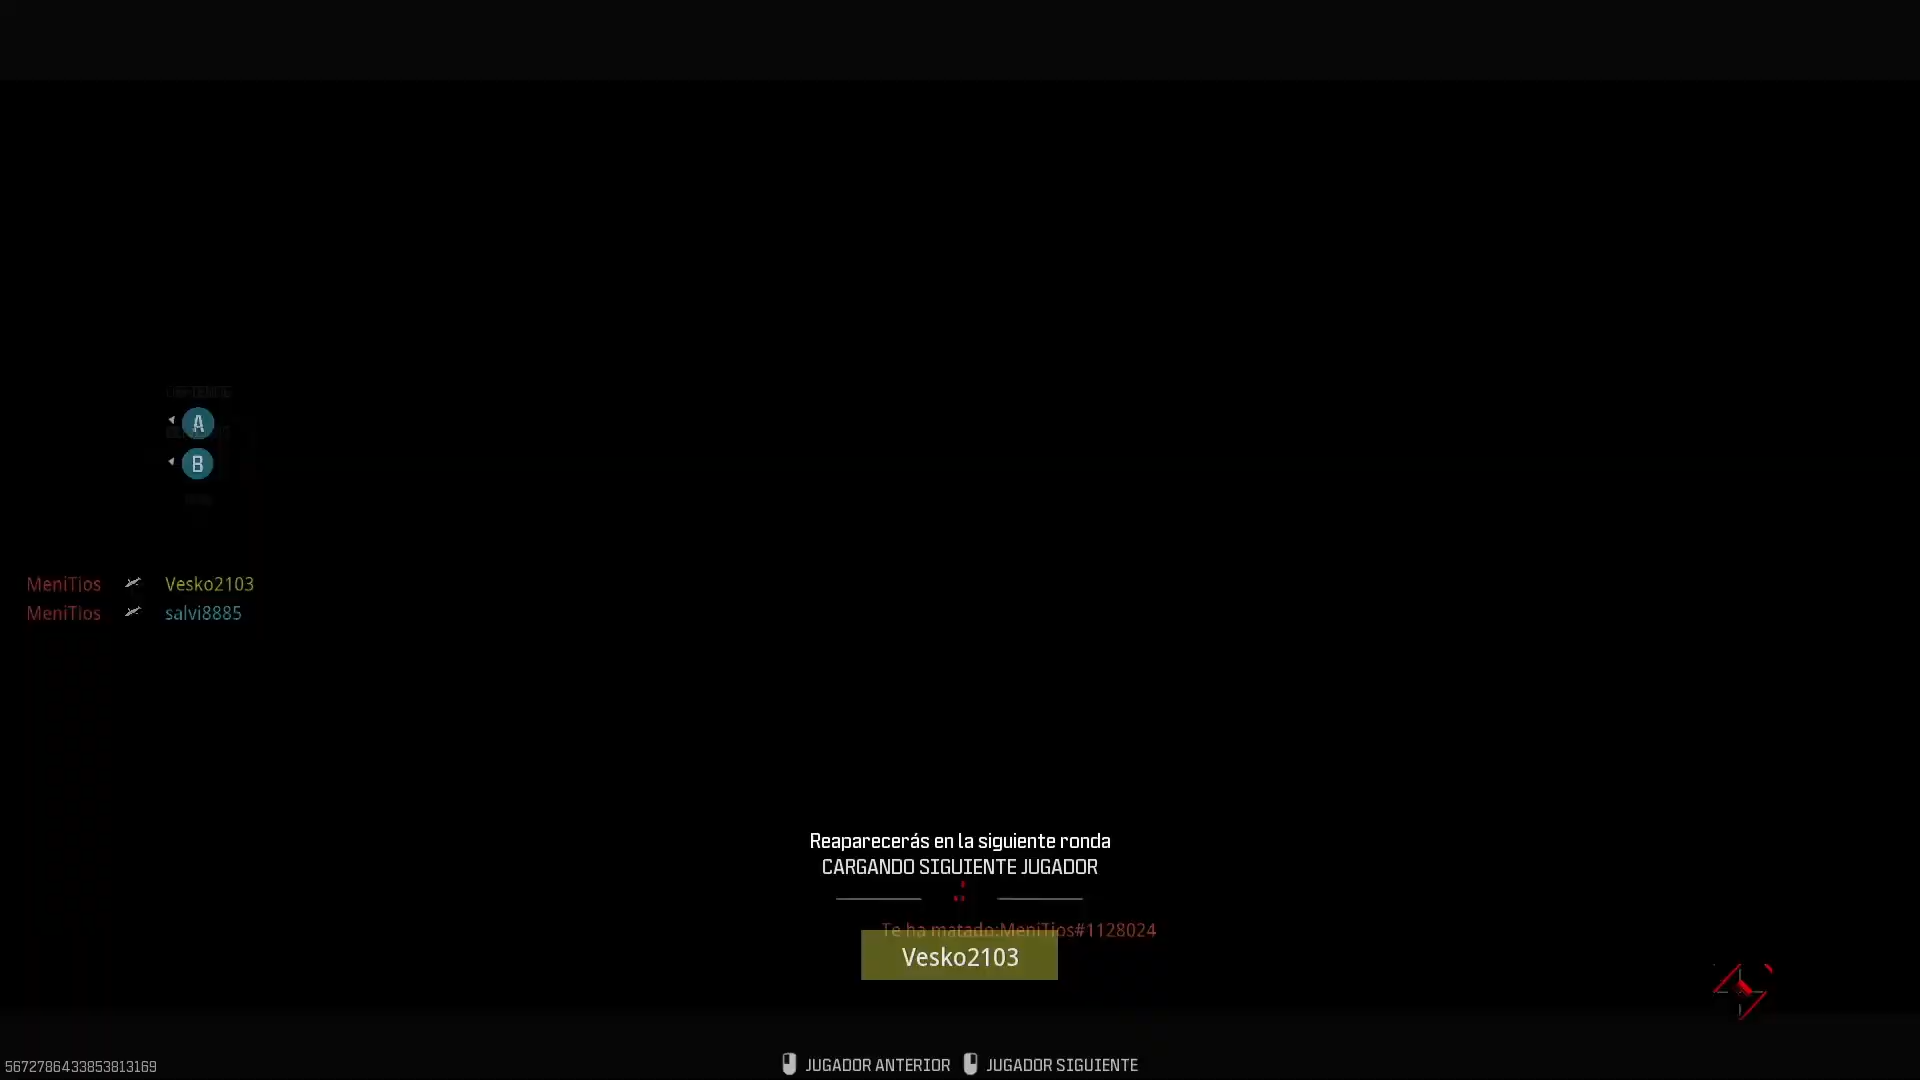 A
B
MeniTios Vesko2103
MeniTios salvi8885
Reaparecerás en la siguiente ronda
CARGANDO SIGUIENTE JUGADOR
Te ha matado:MeniTios#1128024
Vesko2103
5672786433853813169
JUGADOR ANTERIOR JUGADOR SIGUIENTE